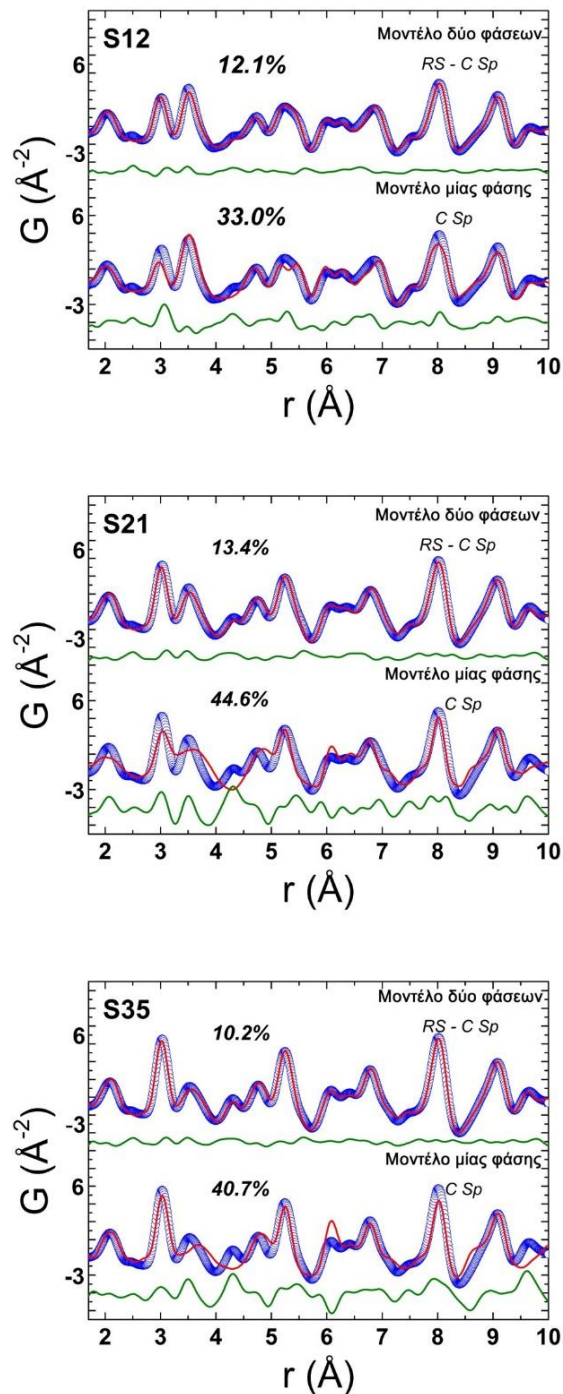 S12
Μοντέλο δύο φάσεων
12.1%
RS - C Sp
6
-3
Μοντέλο μίας φάσης
33.0%
C Sp
6
-3
G (Å-2)
2 3 4 5 6 7 8 9 10
r (Å)
S21
Μοντέλο δύο φάσεων
13.4%
RS - C Sp
6
-3
Μοντέλο μίας φάσης
44.6%
C Sp
6
-3
G (Å-2)
2 3 4 5 6 7 8 9 10
r (Å)
S35
Μοντέλο δύο φάσεων
10.2%
RS - C Sp
6
-3
Μοντέλο μίας φάσης
40.7%
C Sp
6
-3
G (Å-2)
2 3 4 5 6 7 8 9 10
r (Å)